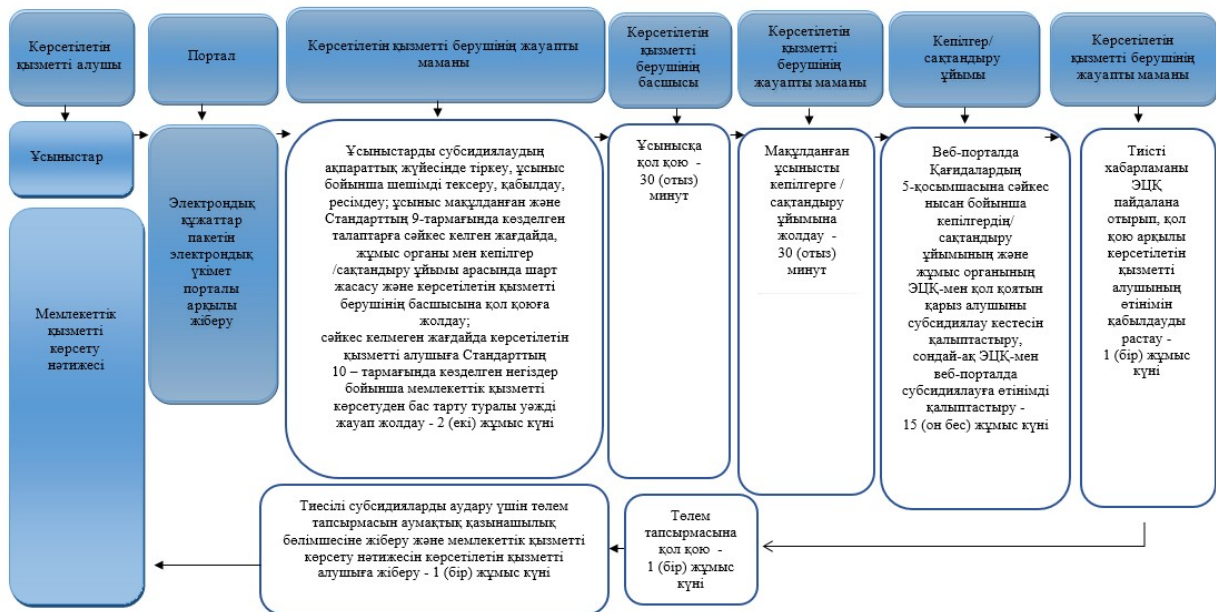 Көрсетілетін
қызметті алушы
Портал
Көрсетілетін қызметті берушінің жауапты
маманы
Көрсетілетін
қызметті
берушінің
басшысы
Көрсетілетін
қызметті
берушінің
жауапты маманы
Кепілгер/
сақтандыру
ұйымы
Көрсетілетін
қызметті берушінің
жауапты маманы
Ұсыныстар
Электрондық
құжаттар
пакетін
электрондық
үкімет
порталы
арқылы
жіберу
Ұсыныстарды субсидиялаудың
ақпараттық жүйесінде тіркеу, ұсыныс
бойынша шешімді тексеру, қабылдау,
ресімдеу; ұсыныс мақұлданған және
Стандарттың 9-тармағында көзделген
талаптарға сәйкес келген жағдайда,
жұмыс органы мен кепілгер
/сақтандыру ұйымы арасында шарт
жасасу және көрсетілетін қызметті
берушінің басшысына қол қоюға
жолдау;
сәйкес келмеген жағдайда көрсетілетін
қызметті алушыға Стандарттың
10 – тармағында көзделген негіздер
бойынша мемлекеттік қызметті
көрсетуден бас тарту туралы уәжді
жауап жолдау - 2 (екі) жұмыс күні
Ұсынысқа
қол қою -
30 (отыз)
минут
Мақұлданған
ұсынысты
кепілгерге /
сақтандыру
ұйымына
жолдау -
30 (отыз)
минут
Веб-порталда
Қағидалардың
5-қосымшасына сәйкес
нысан бойынша
кепілгердің/
сақтандыру
ұйымының және
жұмыс органының
ЭЦҚ-мен қол қоятын
қарыз алушыны
субсидиялау кестесін
қалыптастыру,
сондай-ақ ЭЦҚ-мен
веб-порталда
субсидиялауға өтінімді
қалыптастыру -
15 (он бес) жұмыс күні
Тиісті
хабарламаны
ЭЦҚ
пайдалана
отырып, қол
қою арқылы
көрсетілетін
қызметті
алушының
өтінімін
қабылдауды
растау -
1 (бір) жұмыс
күні
Мемлекеттік
қызметті
көрсету
нәтижесі
Тиесілі субсидияларды аудару үшін төлем
тапсырмасын аумақтық қазынашылық
бөлімшесіне жіберу және мемлекеттік қызметті
көрсету нәтижесін көрсетілетін қызметті
алушыға жіберу - 1 (бір) жұмыс күні
Төлем
тапсырмасына
қол қою -
1 (бір) жұмыс
күні